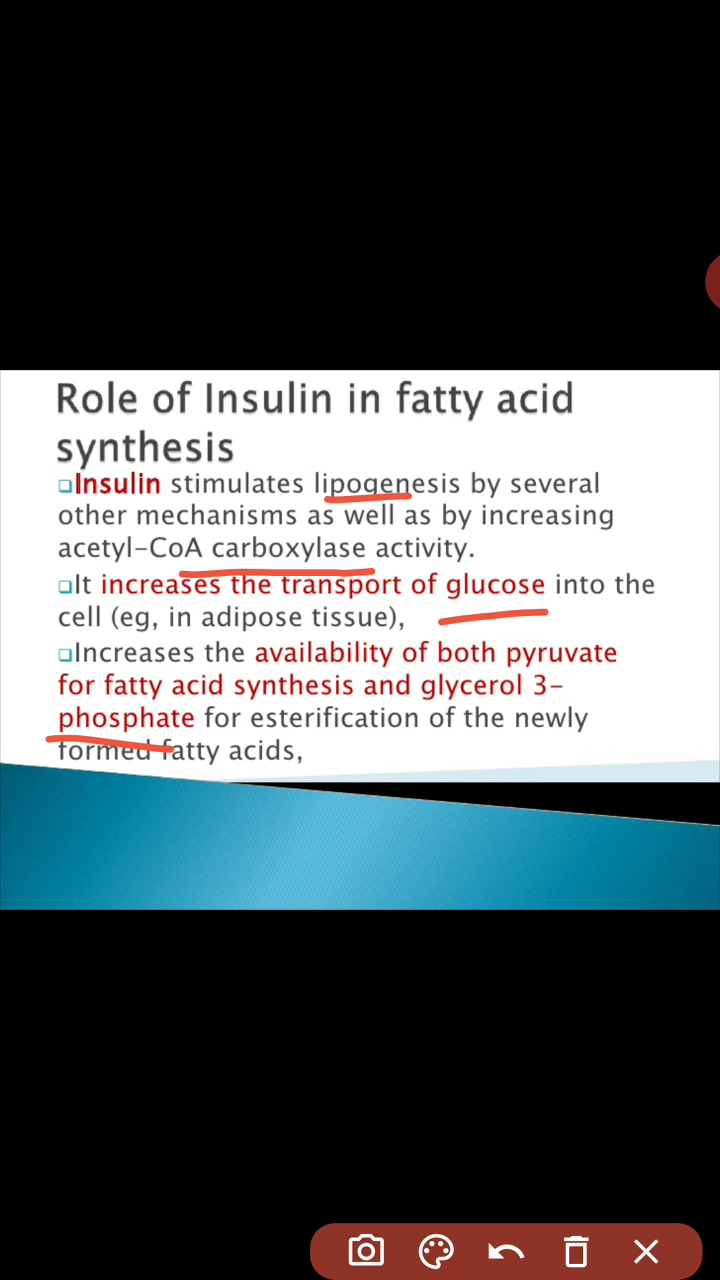 Role of Insulin in fatty acid
synthesis
❑Insulin stimulates lipogenesis by several
other mechanisms as well as by increasing
acetyl-CoA carboxylase activity.
❑It increases the transport of glucose into the
cell (eg, in adipose tissue),
❑Increases the availability of both pyruvate
for fatty acid synthesis and glycerol 3-
phosphate for esterification of the newly
formed fatty acids,